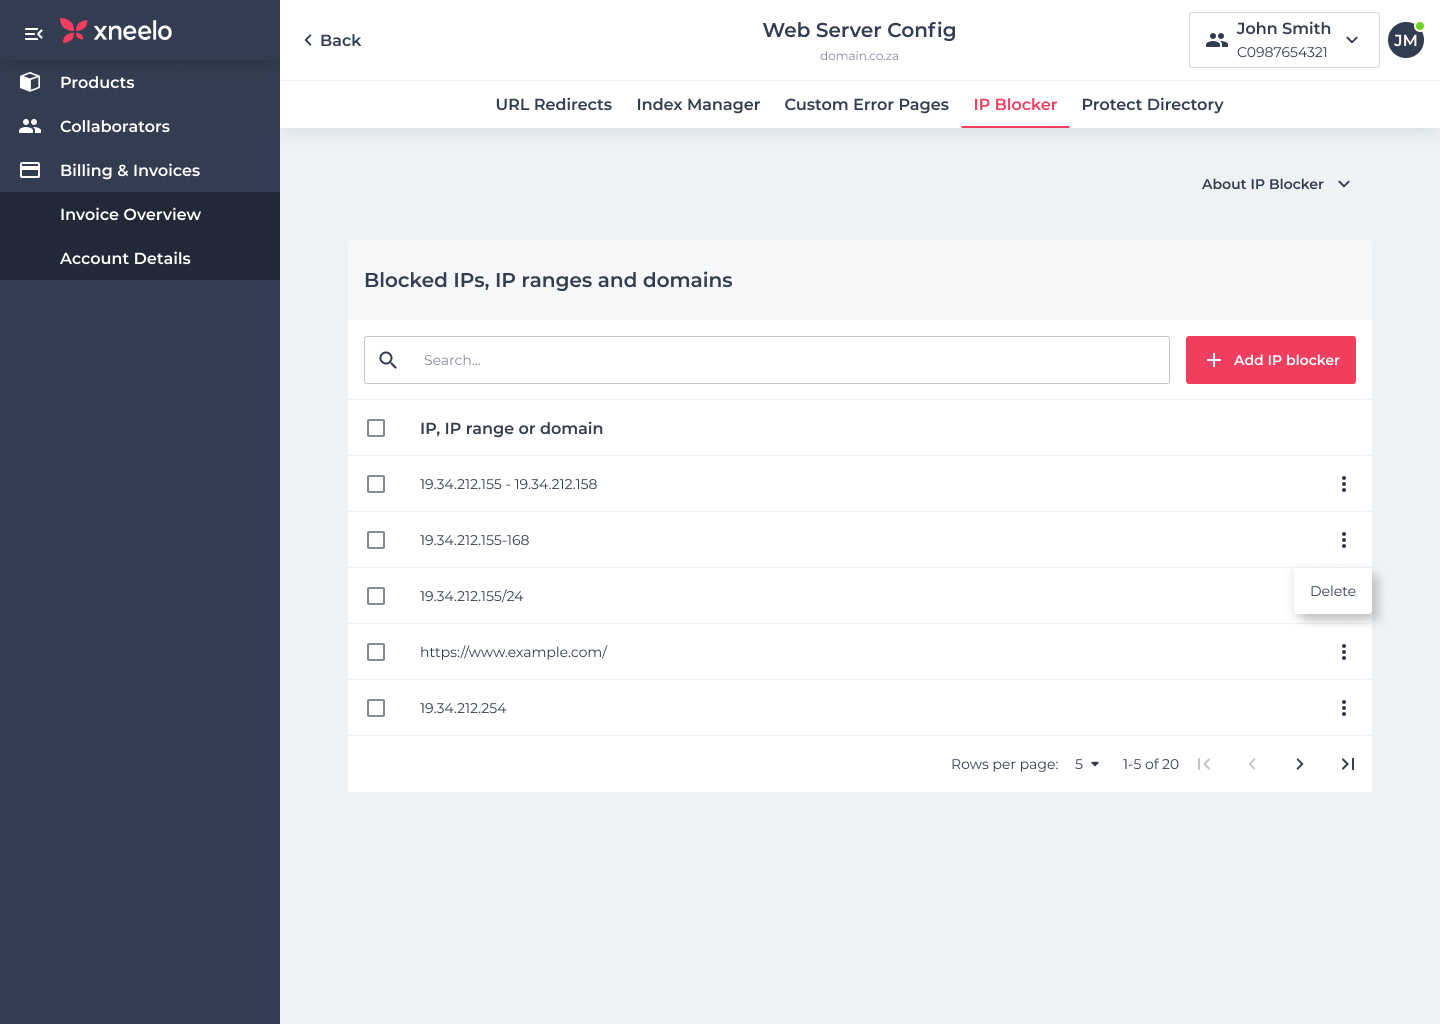 xneelo
Products
Collaborators
Billing & Invoices
Invoice Overview
Account Details
Back
Web Server Config
domain.co.za
John Smith
C0987654321
JM
URL Redirects
Index Manager
Custom Error Pages
IP Blocker
Protect Directory
About IP Blocker
Blocked IPs, IP ranges and domains
Search...
Add IP blocker
IP, IP range or domain
19.34.212.155 - 19.34.212.158
19.34.212.155-168
19.34.212.155/24
Delete
https://www.example.com/
19.34.212.254
Rows per page: 5 1-5 of 20